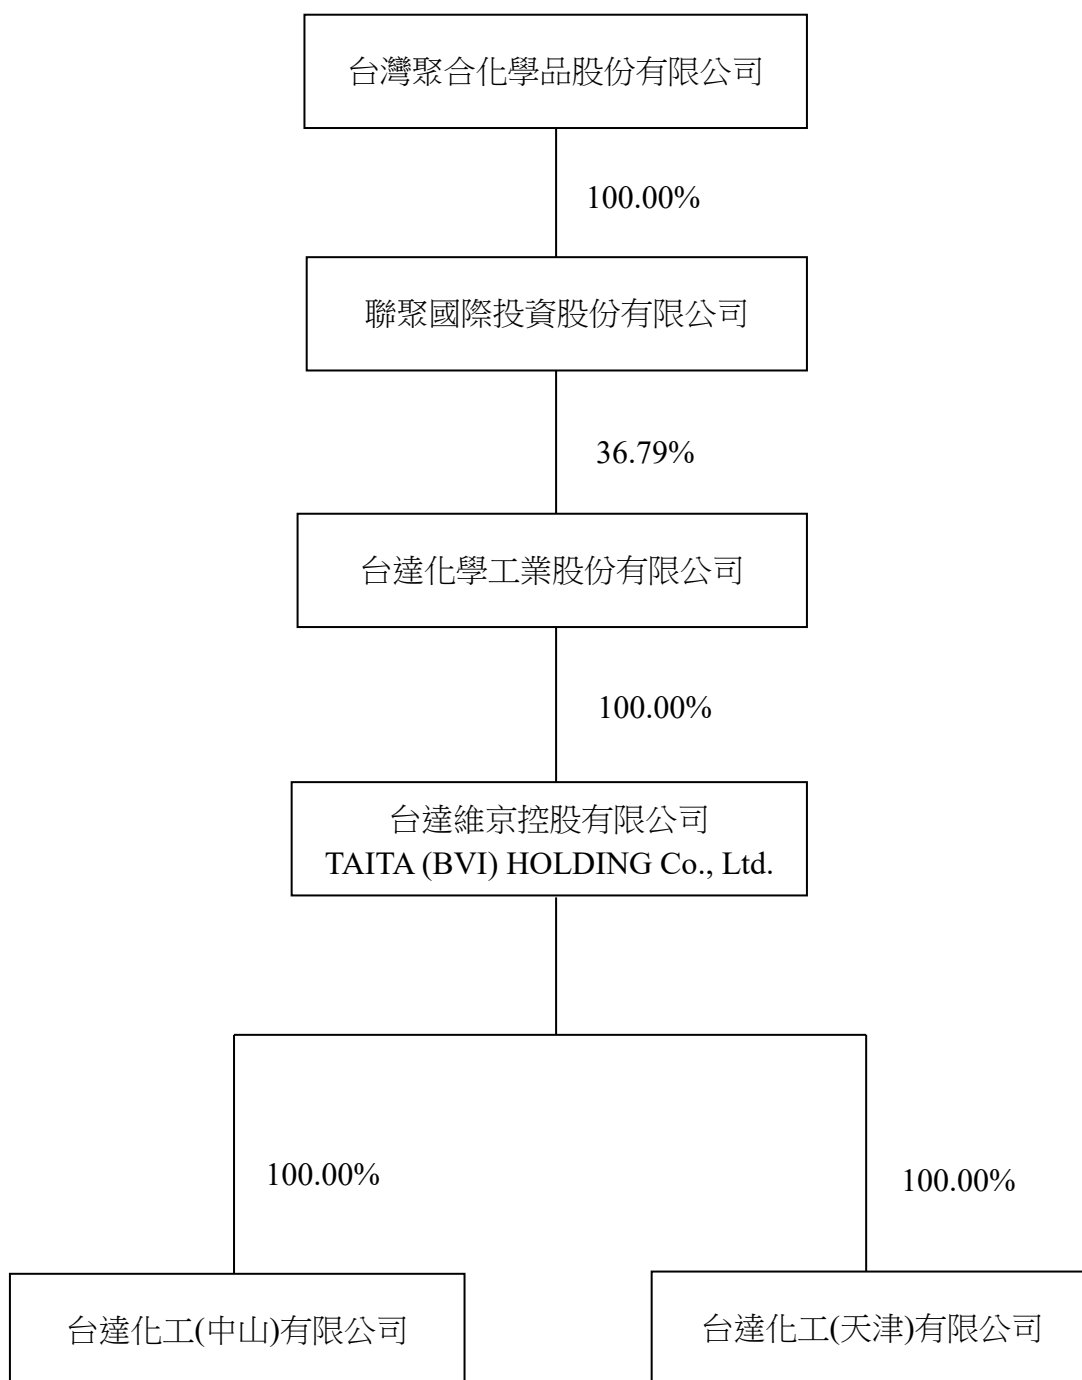 台灣聚合化學品股份有限公司
100.00%
聯聚國際投資股份有限公司
36.79%
台達化學工業股份有限公司
100.00%
台達維京控股有限公司
TAITA (BVI) HOLDING Co., Ltd.
100.00%
100.00%
台達化工(中山)有限公司
台達化工(天津)有限公司